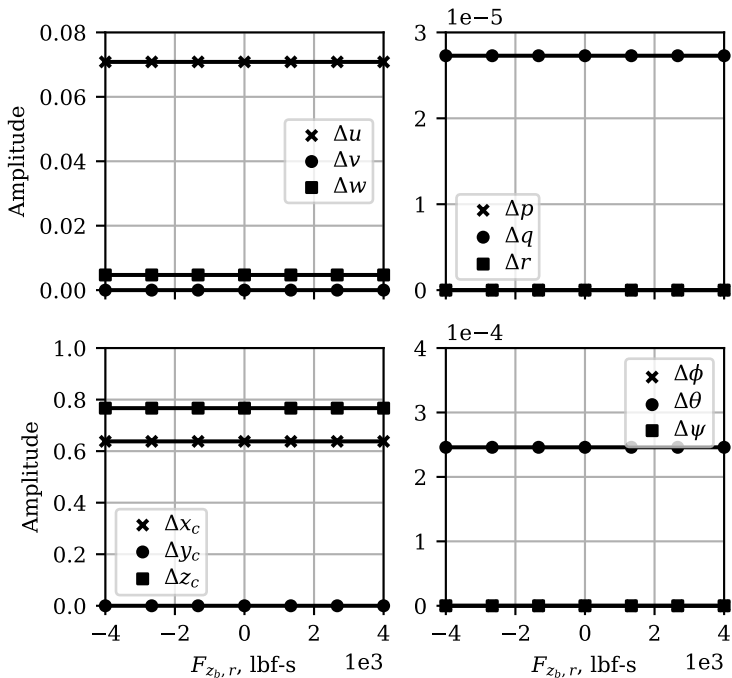 0.08
0.06
0.04
0.02
0.00
Amplitude
Δu
Δv
Δw
1e−5
3
2
1
0
Δp
Δq
Δr
1.0
0.8
0.6
0.4
0.2
0.0
Amplitude
Δx_c
Δy_c
Δz_c
−4 −2 0 2 4
F_{z_b, r}, lbf-s
1e3
1e−4
4
3
2
1
0
Δϕ
Δθ
Δψ
−4 −2 0 2 4
F_{z_b, r}, lbf-s
1e3